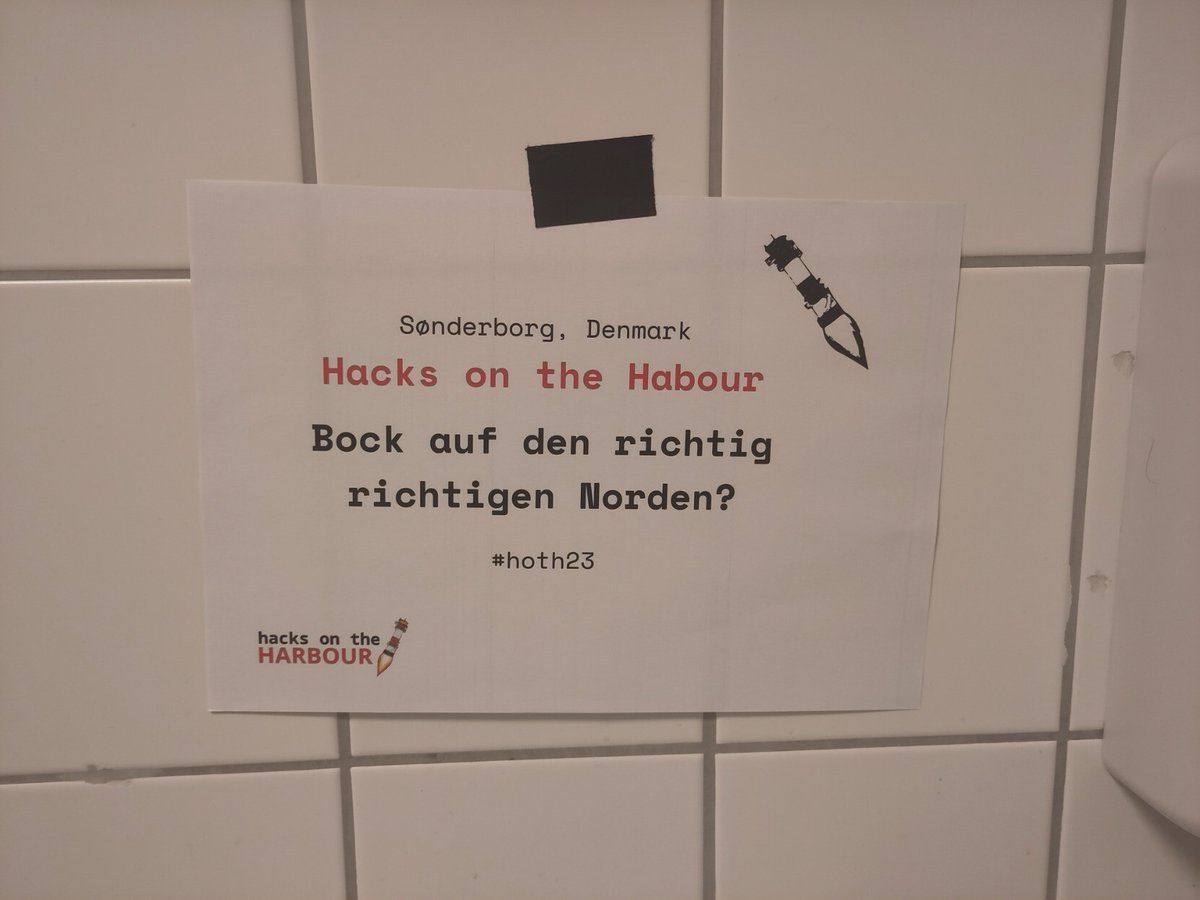 Sønderborg, Denmark
Hacks on the Habour
Bock auf den richtig
richtigen Norden?
#hoth23
hacks on the
HARBOUR